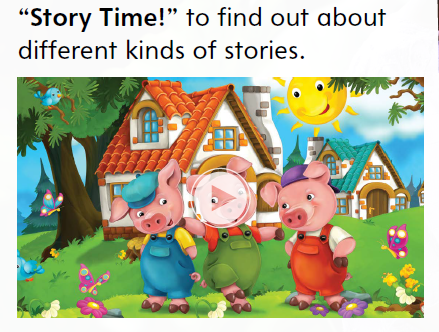 “Story Time!” to find out about
different kinds of stories.